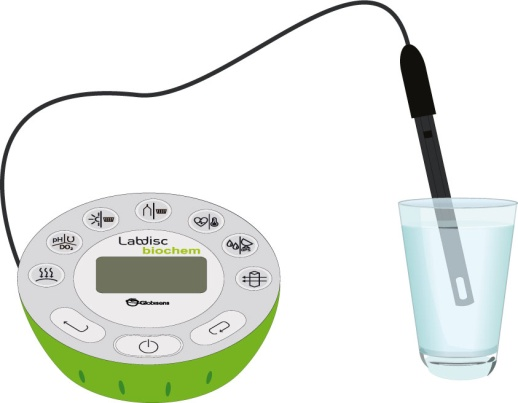 pH
DO₂
Labdisc
biochem
Globisens